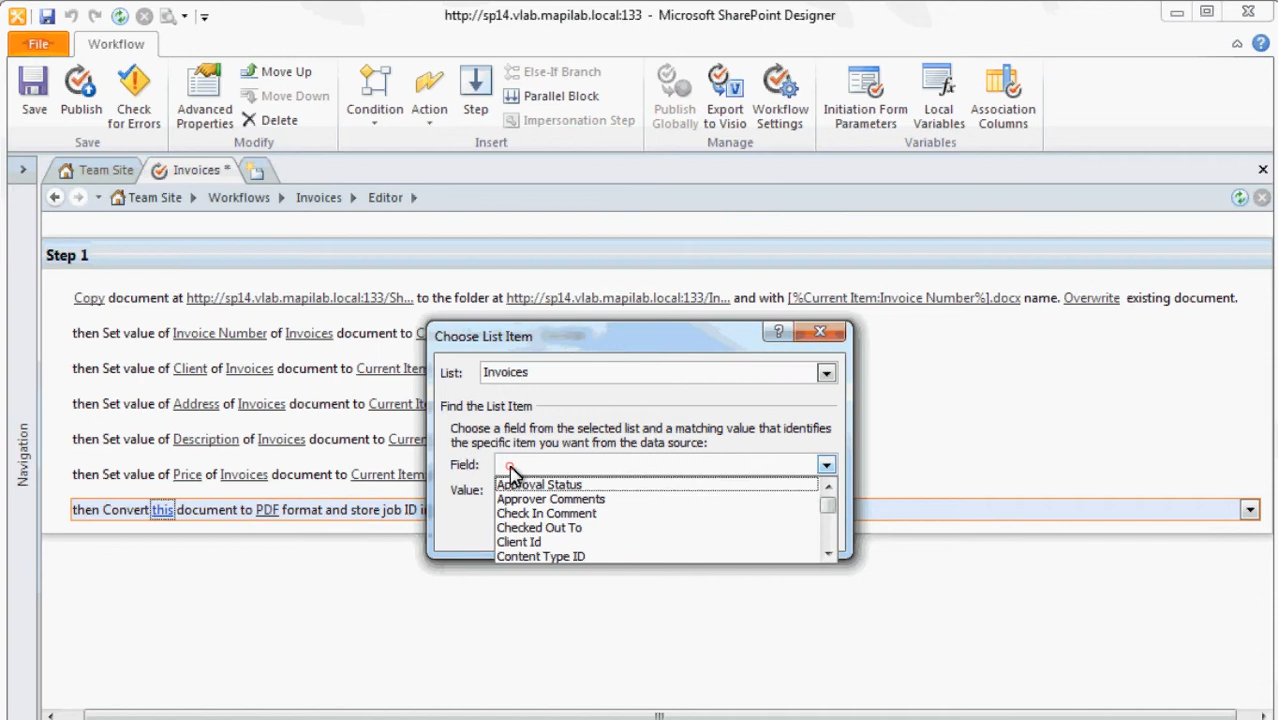 http://sp14.vlab.mapilab.local:133 - Microsoft SharePoint Designer
File
Workflow
Save
Publish
Check
for Errors
Save
Advanced
Properties
Move Up
Move Down
Delete
Modify
Condition
Action
Step
Else-If Branch
Parallel Block
Impersonation Step
Insert
Publish
Globally
Export
to Visio
Workflow
Settings
Manage
Initiation Form
Parameters
Local
Variables
Association
Columns
Variables
Team Site
Invoices *
Team Site
Workflows
Invoices
Editor
Navigation
Step 1
Copy document at http://sp14.vlab.mapilab.local:133/Sh... to the folder at http://sp14.vlab.mapilab.local:133/In... and with [%Current Item:Invoice Number%].docx name. Overwrite existing document.
then Set value of Invoice Number of Invoices document to C
then Set value of Client of Invoices document to Current Item
then Set value of Address of Invoices document to Current
then Set value of Description of Invoices document to Curre
then Set value of Price of Invoices document to Current Item
then Convert this document to PDF format and store job ID i
Choose List Item
List:
Invoices
Find the List Item
Choose a field from the selected list and a matching value that identifies
the specific item you want from the data source:
Field:
Value:
Approval Status
Approver Comments
Check In Comment
Checked Out To
Client Id
Content Type ID